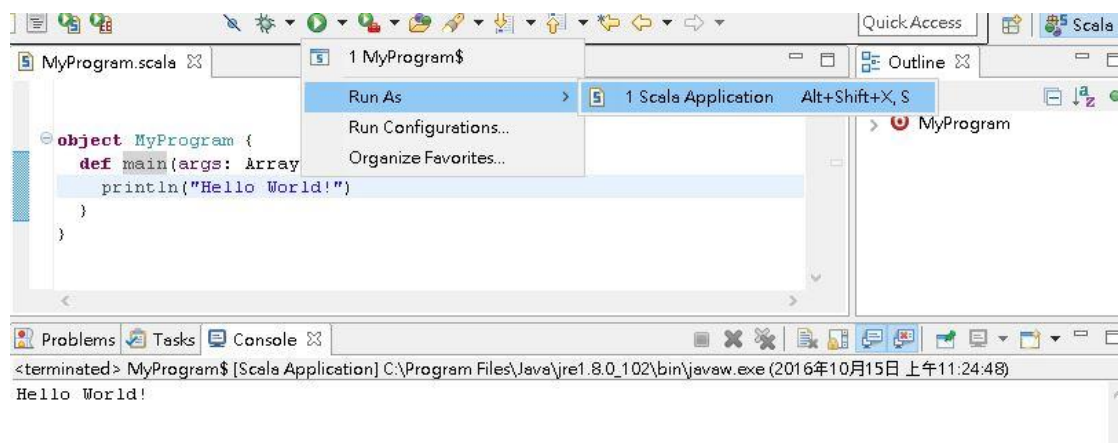 Quick Access
Scala
MyProgram.scala
1 MyProgram$
Outline
Run As
1 Scala Application Alt+Shift+X, S
Run Configurations...
MyProgram
Organize Favorites...
object MyProgram {
def main(args: Array
println("Hello World!")
}
}
Problems Tasks Console
<terminated> MyProgram$ [Scala Application] C:\Program Files\Java\jre1.8.0_102\bin\javaw.exe (2016年10月15日 上午11:24:48)
Hello World!